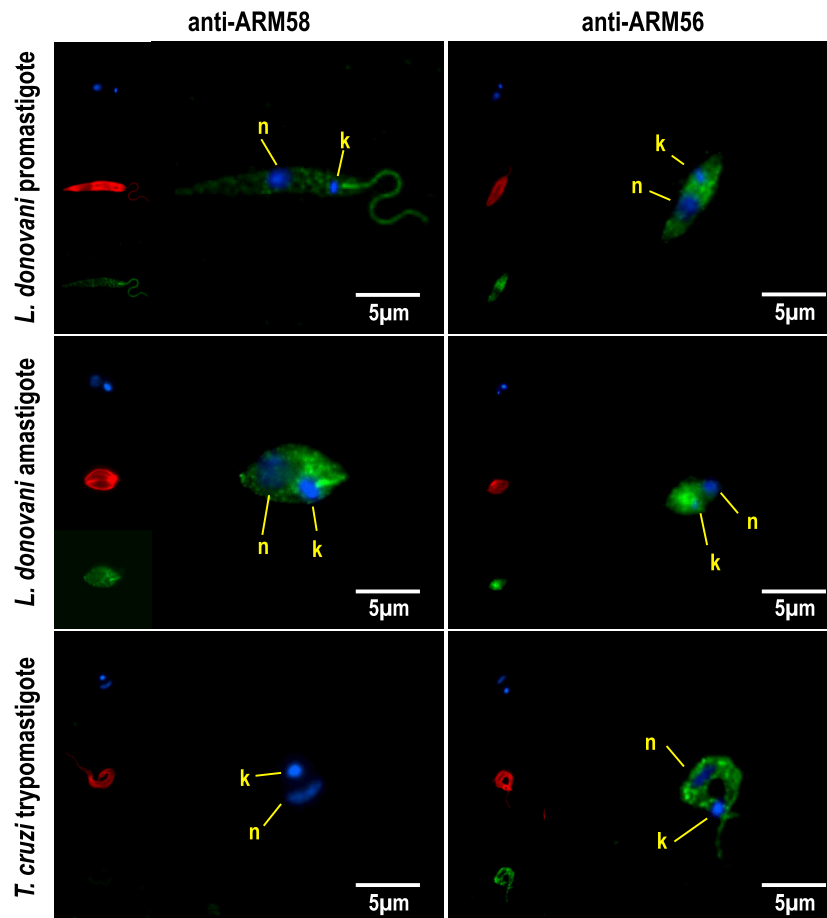 anti-ARM58
anti-ARM56
L. donovani promastigote
n
k
5µm
k
n
5µm
L. donovani amastigote
n
k
5µm
n
k
5µm
T. cruzi trypomastigote
k
n
5µm
n
k
5µm